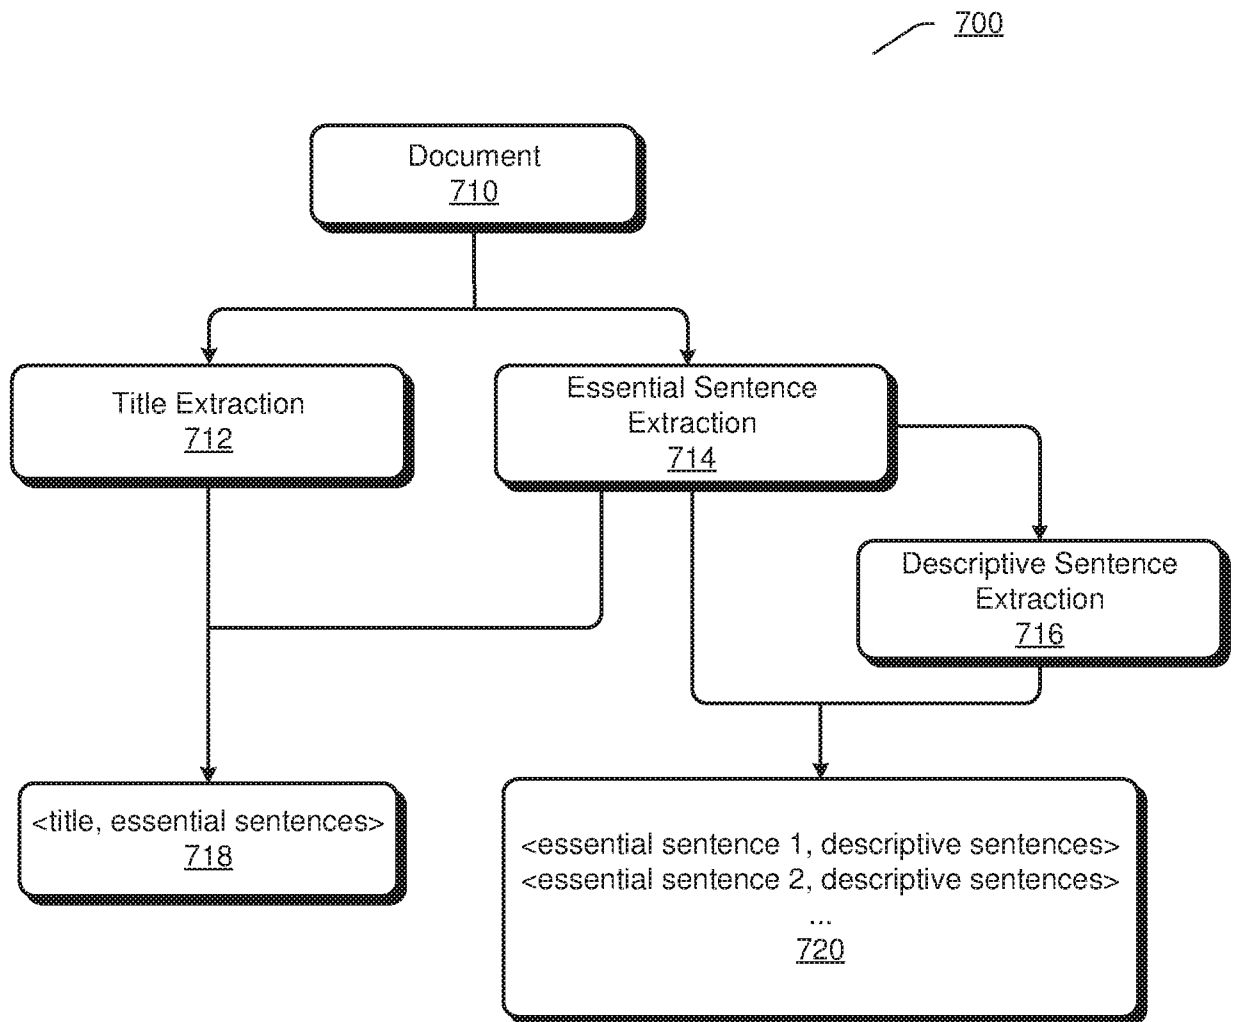 700
Document
710
Title Extraction
712
Essential Sentence
Extraction
714
Descriptive Sentence
Extraction
716
<title, essential sentences>
718
<essential sentence 1, descriptive sentences>
<essential sentence 2, descriptive sentences>
...
720